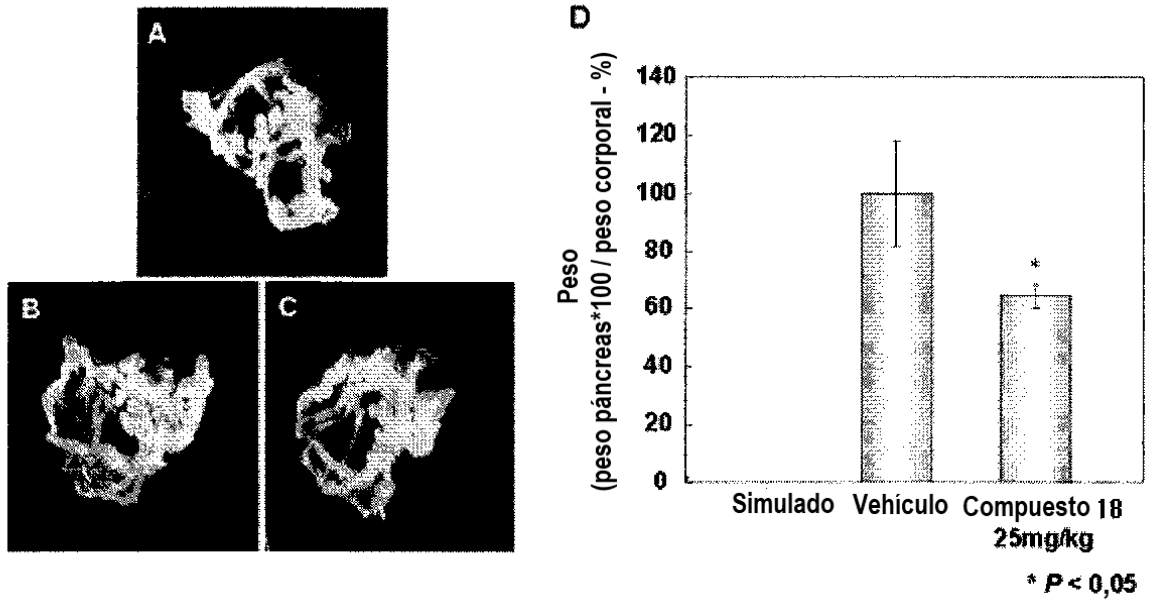 A
B
C
D
Peso
(peso páncreas*100 / peso corporal - %)
140
120
100
80
60
40
20
0
*
Simulado Vehículo Compuesto 18
25mg/kg
* P < 0,05